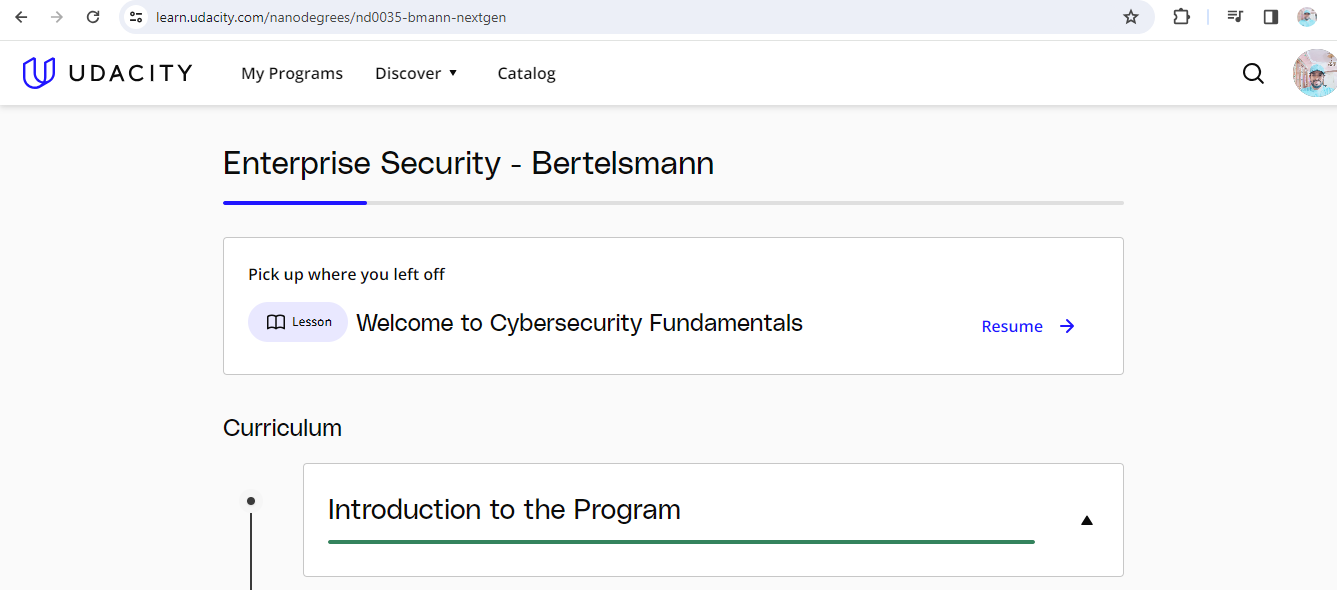 learn.udacity.com/nanodegrees/nd0035-bmann-nextgen
UDACITY My Programs Discover Catalog
Enterprise Security - Bertelsmann
Pick up where you left off
Lesson Welcome to Cybersecurity Fundamentals Resume
Curriculum
Introduction to the Program